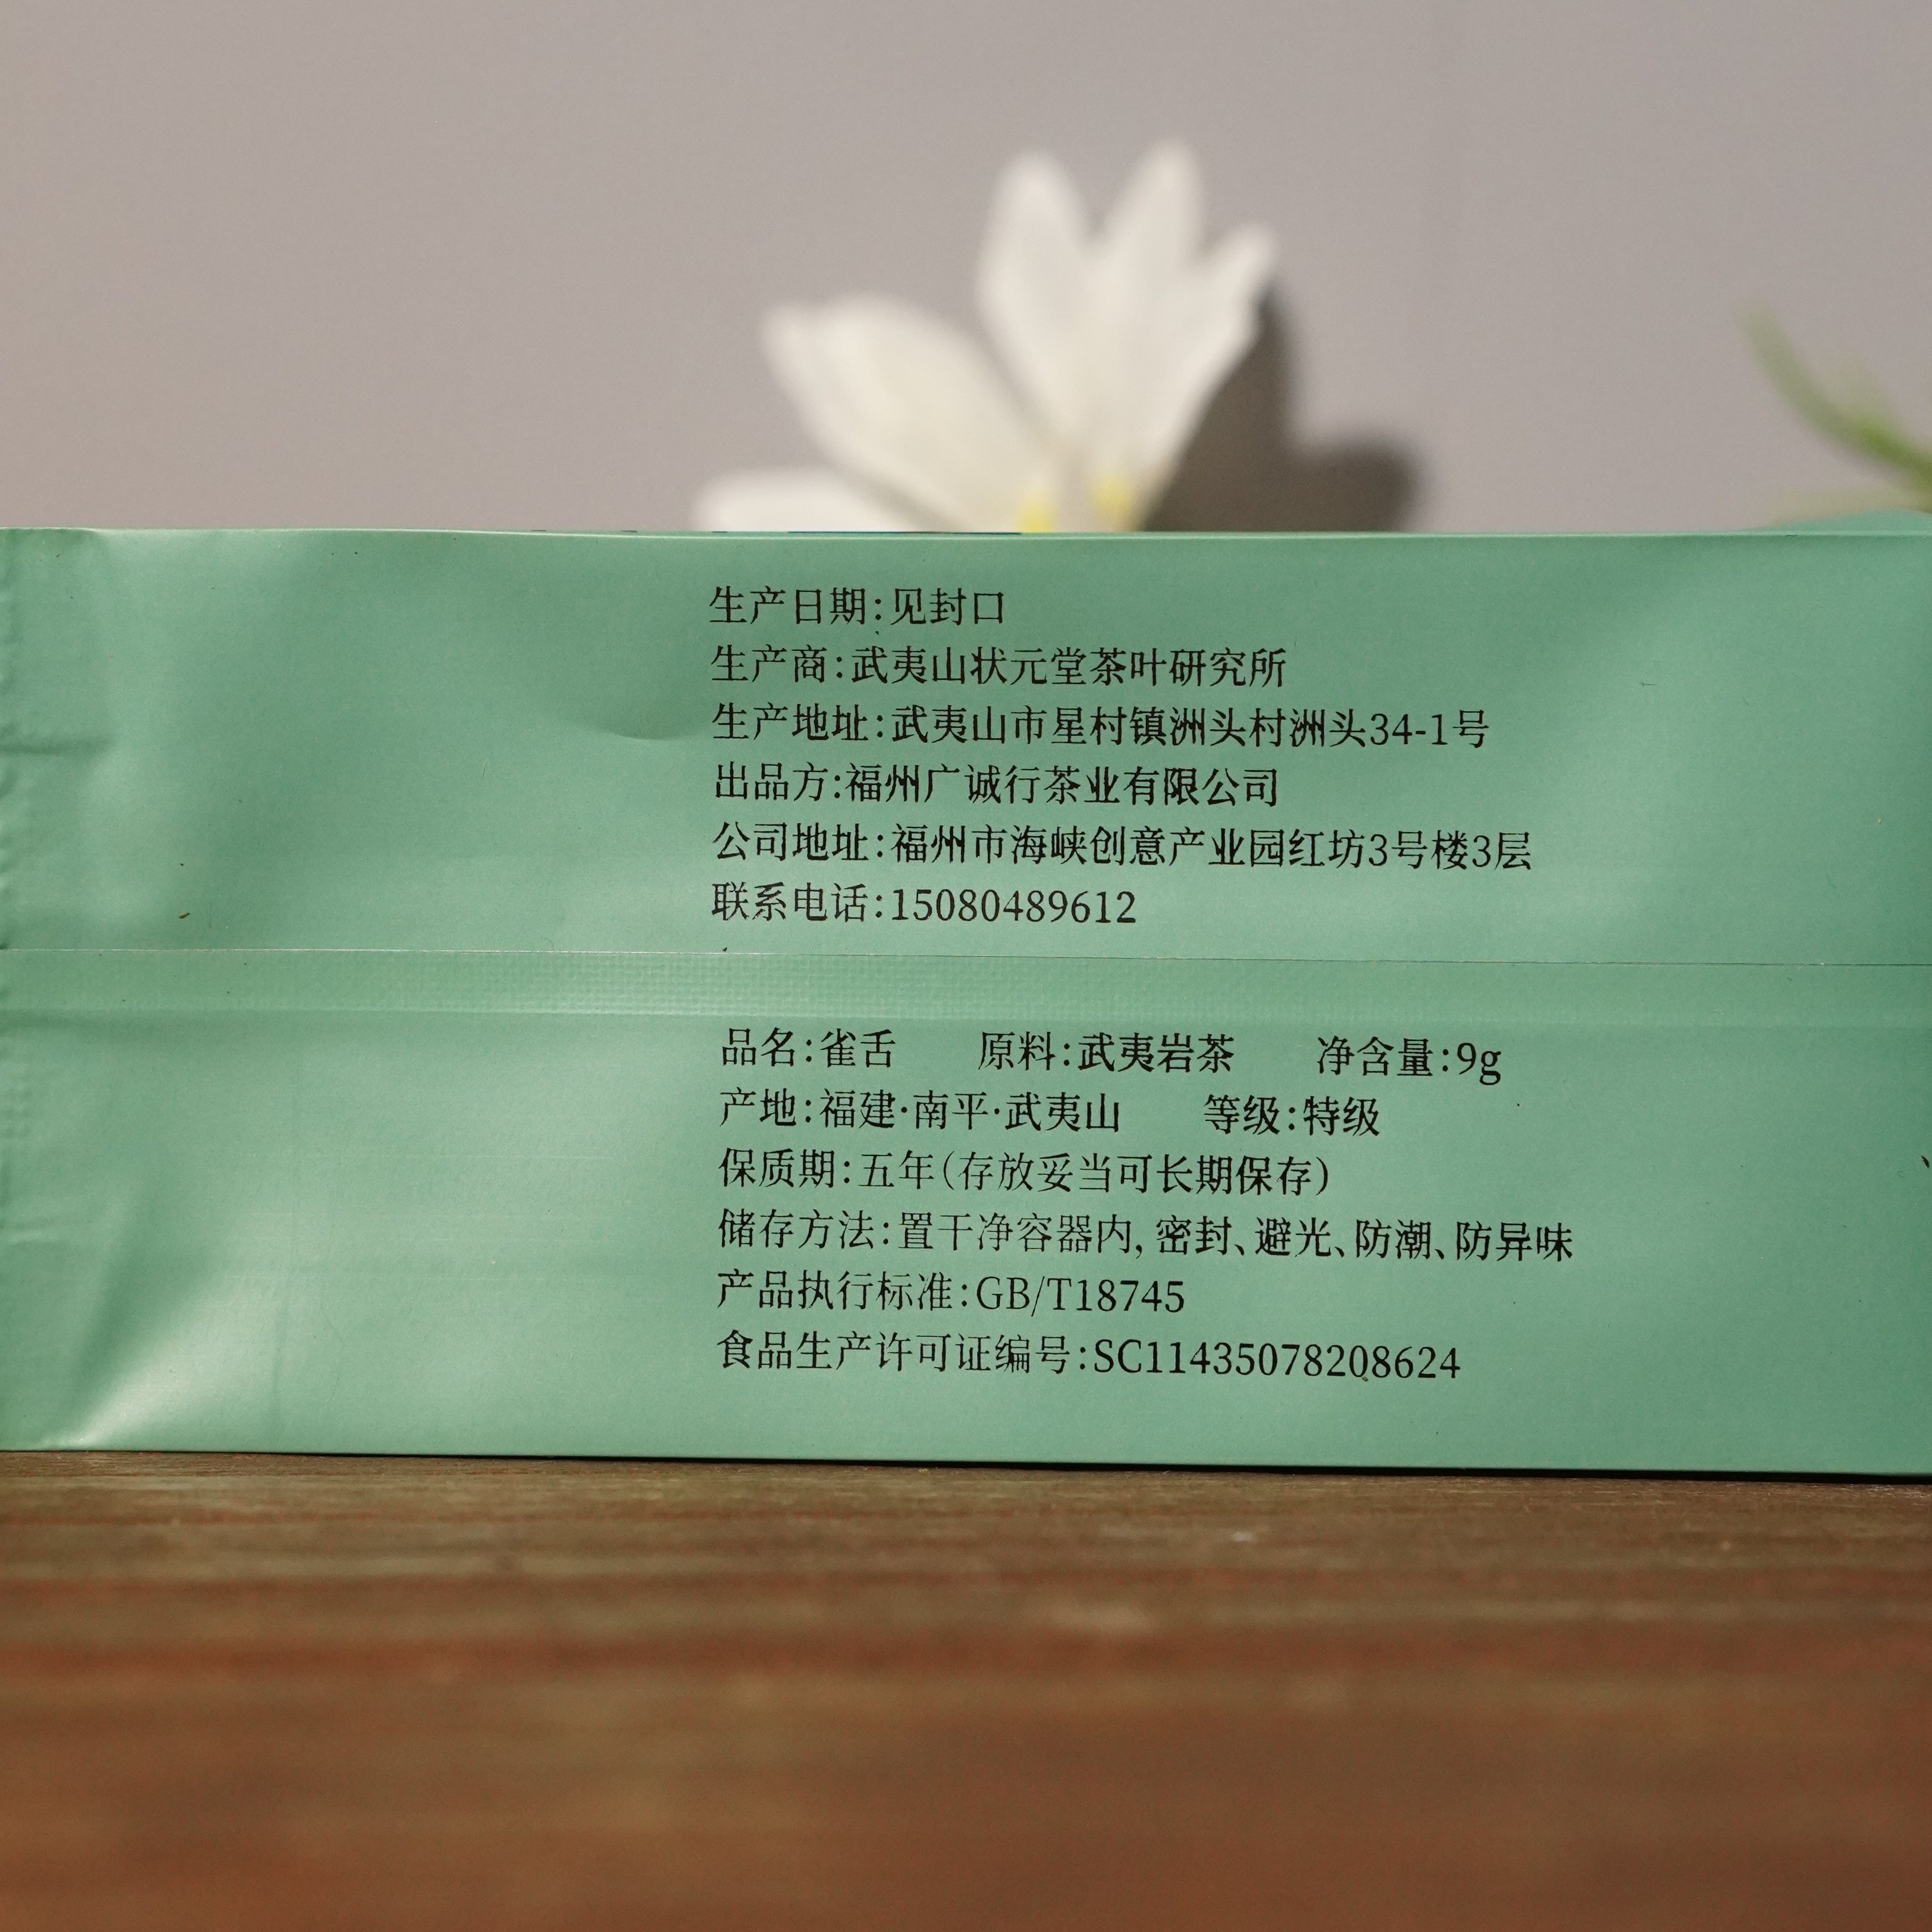 生产日期:见封口
生产商:武夷山状元堂茶叶研究所
生产地址:武夷山市星村镇洲头村洲头34-1号
出品方:福州广诚行茶业有限公司
公司地址:福州市海峡创意产业园红坊3号楼3层
联系电话:15080489612
品名:雀舌 原料:武夷岩茶 净含量:9g
产地:福建·南平·武夷山 等级:特级
保质期:五年(存放妥当可长期保存)
储存方法:置干净容器内,密封、避光、防潮、防异味
产品执行标准:GB/T18745
食品生产许可证编号:SC11435078208624